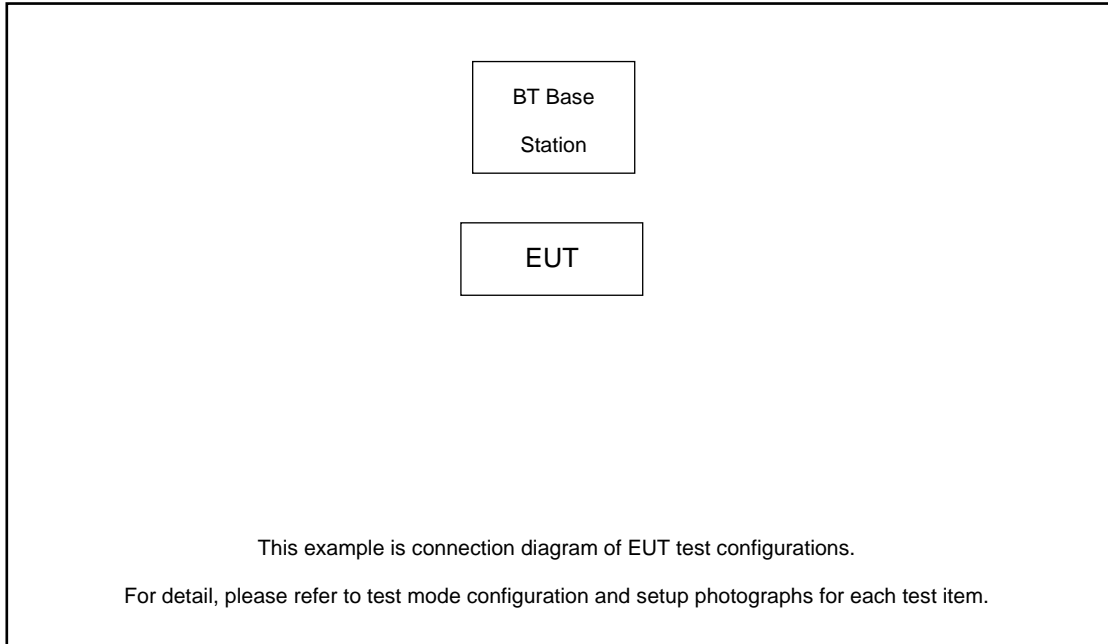 BT Base
Station
EUT
This example is connection diagram of EUT test configurations.
For detail, please refer to test mode configuration and setup photographs for each test item.